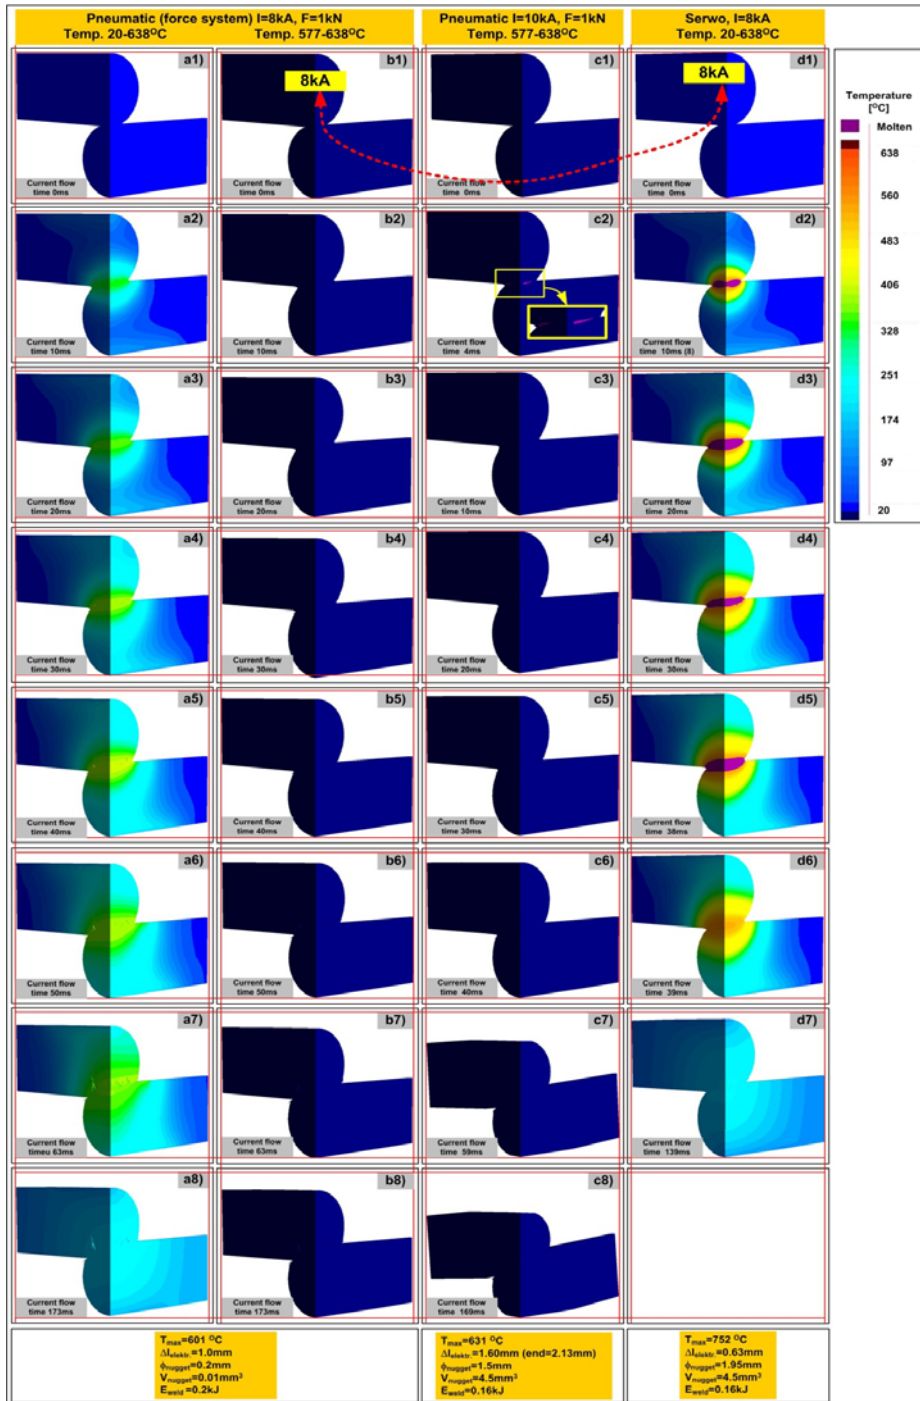 Pneumatic (force system) I=8kA, F=1kN
Temp. 20-638°C Temp. 577-638°C
Pneumatic I=10kA, F=1kN
Temp. 577-638°C
Serwo, I=8kA
Temp. 20-638°C
a1)
Current flow
time 0ms
b1)
8kA
Current flow
time 0ms
c1)
Current flow
time 0ms
d1)
8kA
Current flow
time 0ms
Temperature
[°C]
Molten
638
560
483
406
328
251
174
97
20
a2)
Current flow
time 10ms
b2)
Current flow
time 10ms
c2)
Current flow
time 4ms
d2)
Current flow
time 10ms (8)
a3)
Current flow
time 20ms
b3)
Current flow
time 20ms
c3)
Current flow
time 10ms
d3)
Current flow
time 20ms
a4)
Current flow
time 30ms
b4)
Current flow
time 30ms
c4)
Current flow
time 20ms
d4)
Current flow
time 30ms
a5)
Current flow
time 40ms
b5)
Current flow
time 40ms
c5)
Current flow
time 30ms
d5)
Current flow
time 38ms
a6)
Current flow
time 50ms
b6)
Current flow
time 50ms
c6)
Current flow
time 40ms
d6)
Current flow
time 39ms
a7)
Current flow
timeu 63ms
b7)
Current flow
time 63ms
c7)
Current flow
time 59ms
d7)
Current flow
time 139ms
a8)
Current flow
time 173ms
b8)
Current flow
time 173ms
c8)
Current flow
time 169ms
Tmax=601 °C
Δlelektr.=1.0mm
ϕnugget=0.2mm
Vnugget=0.01mm³
Eweld=0.2kJ
Tmax=631 °C
Δlelektr.=1.60mm (end=2.13mm)
ϕnugget=1.5mm
Vnugget=4.5mm³
Eweld=0.16kJ
Tmax=752 °C
Δlelektr.=0.63mm
ϕnugget=1.95mm
Vnugget=4.5mm³
Eweld=0.16kJ